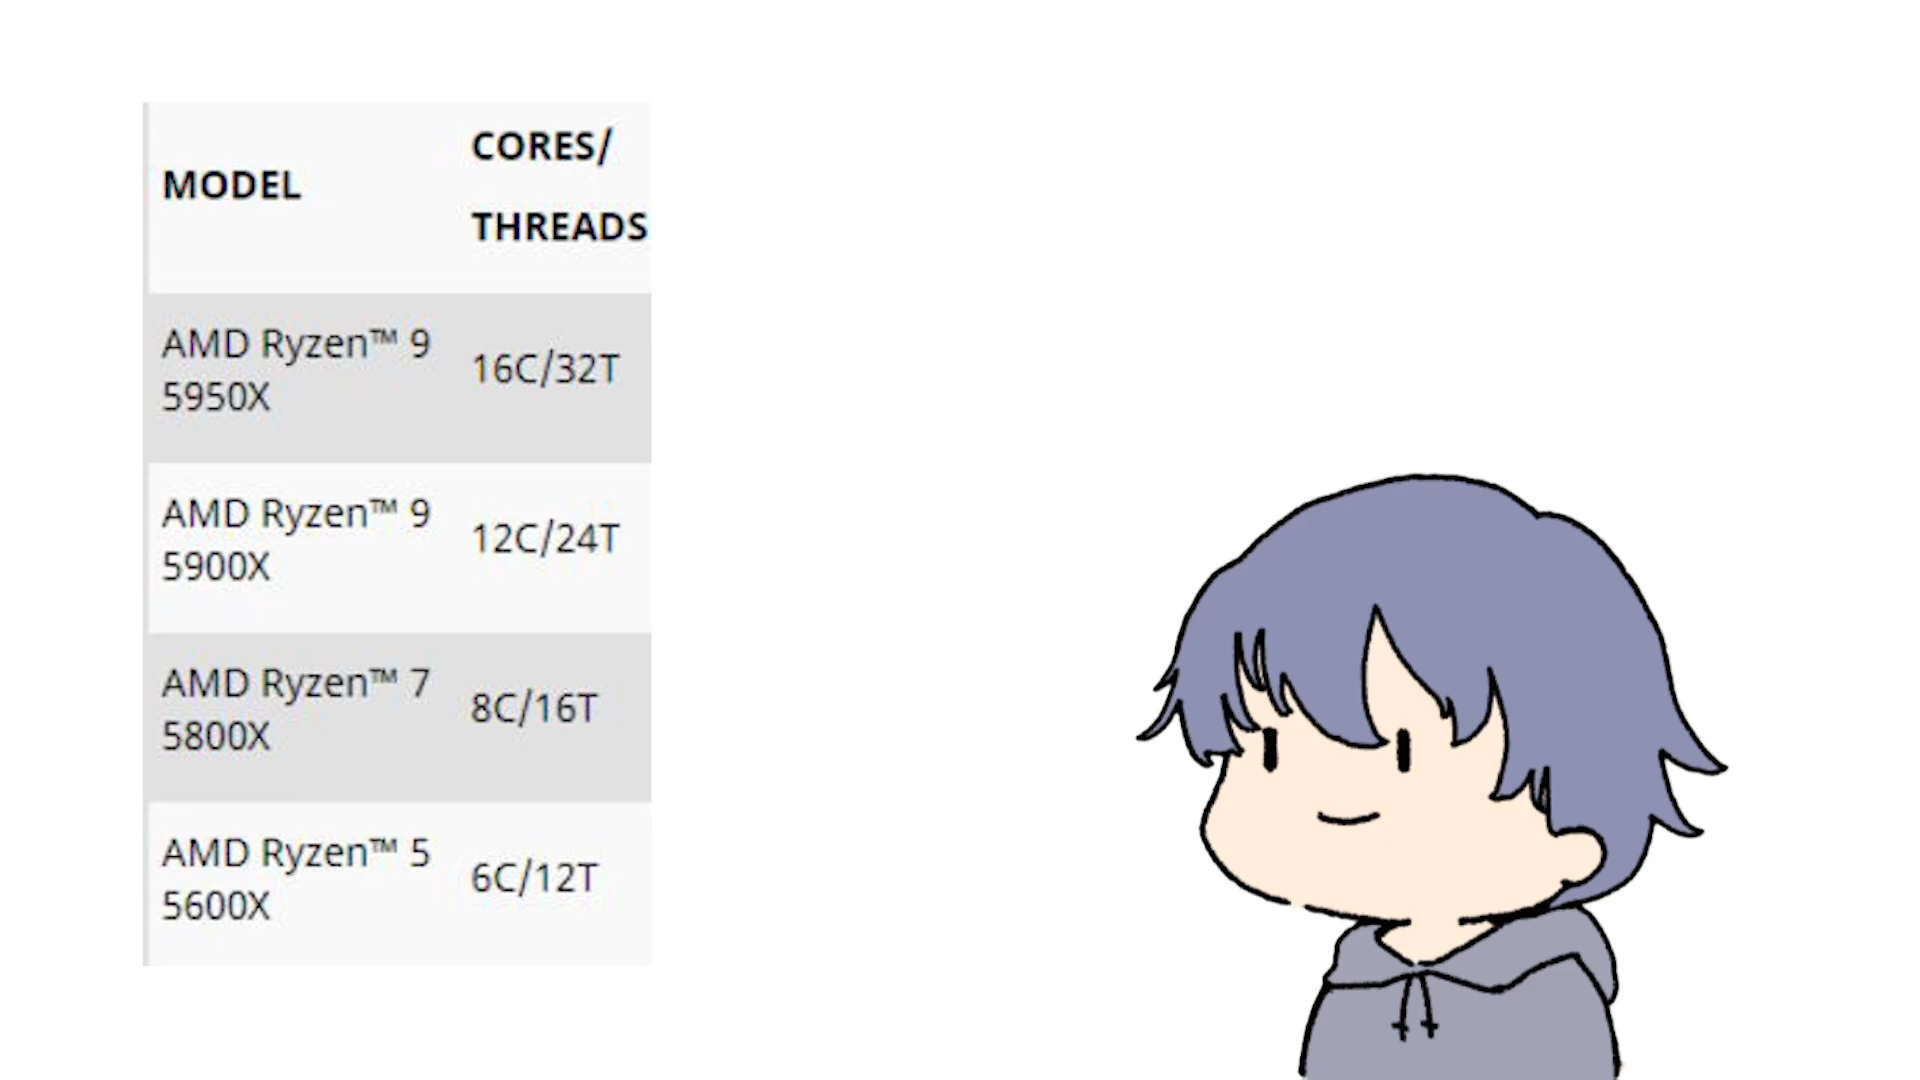 MODEL
CORES/
THREADS
AMD Ryzen™ 9
5950X
16C/32T
AMD Ryzen™ 9
5900X
12C/24T
AMD Ryzen™ 7
5800X
8C/16T
AMD Ryzen™ 5
5600X
6C/12T